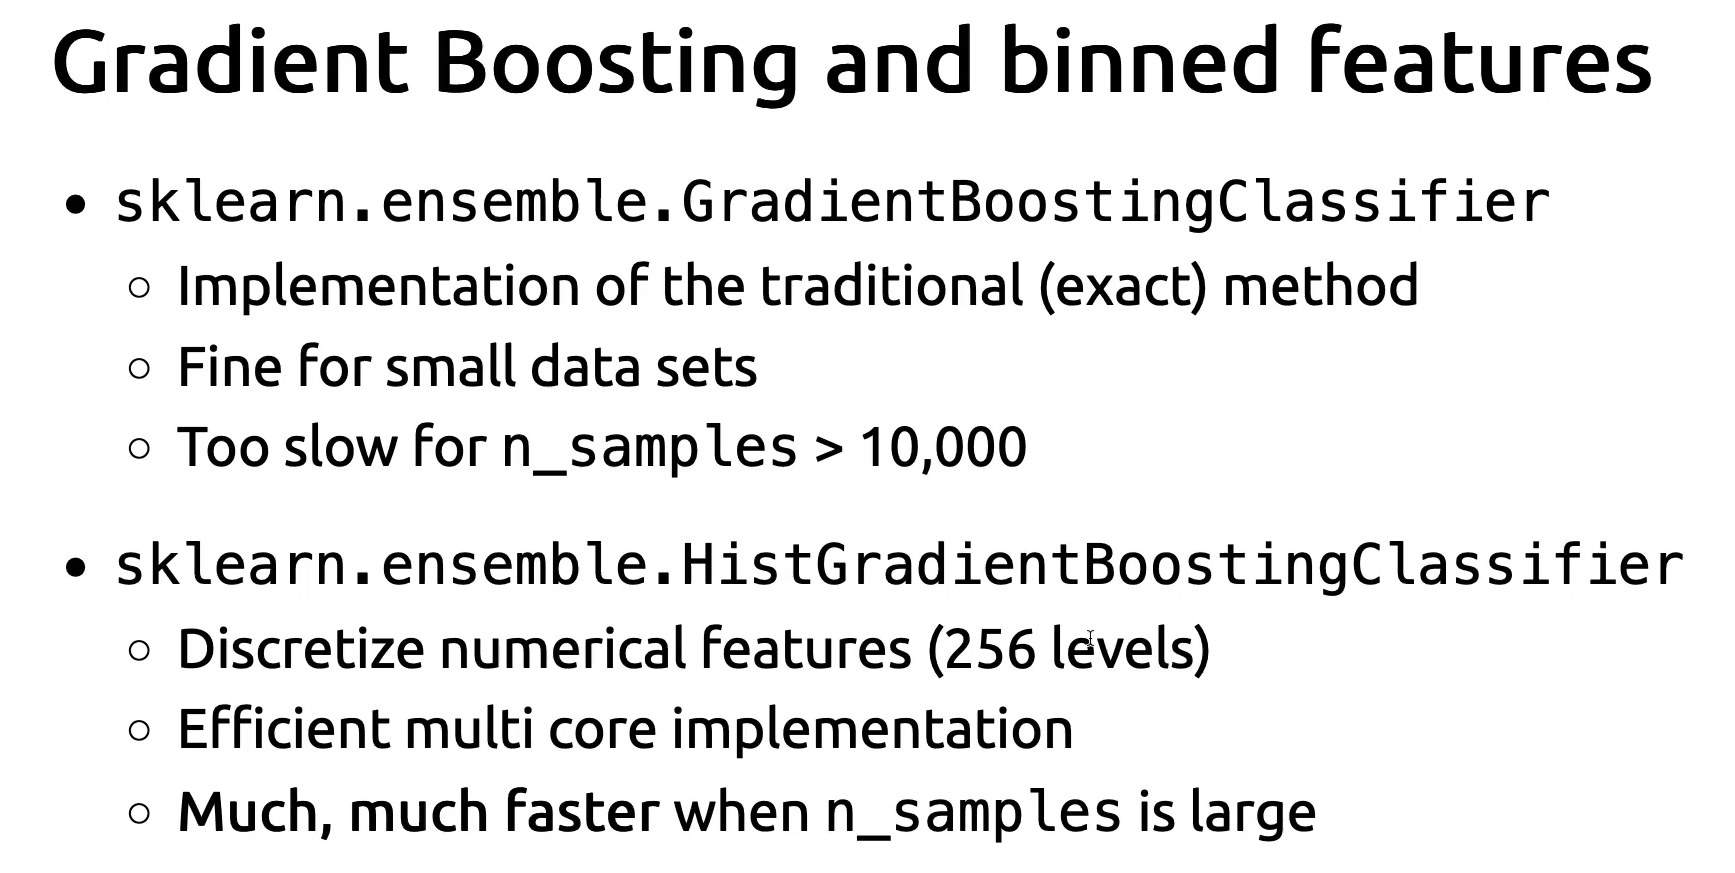 Gradient Boosting and binned features
• sklearn.ensemble.GradientBoostingClassifier
○ Implementation of the traditional (exact) method
○ Fine for small data sets
○ Too slow for n_samples > 10,000
• sklearn.ensemble.HistGradientBoostingClassifier
○ Discretize numerical features (256 levels)
○ Efficient multi core implementation
○ Much, much faster when n_samples is large